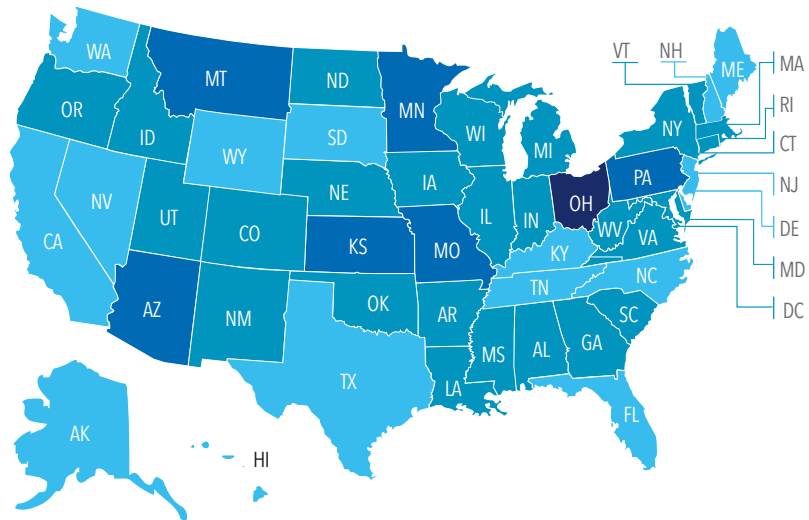 VT NH
WA ME MA
MT ND
MN
OR RI
ID WI NY
SD CT
WY MI
IA PA NJ
NE
NV OH
UT IL IN DE
CO WV VA
CA KS MO
KY MD
NC
TN
AZ OK DC
NM AR
SC
MS AL GA
TX
LA
FL
AK
HI